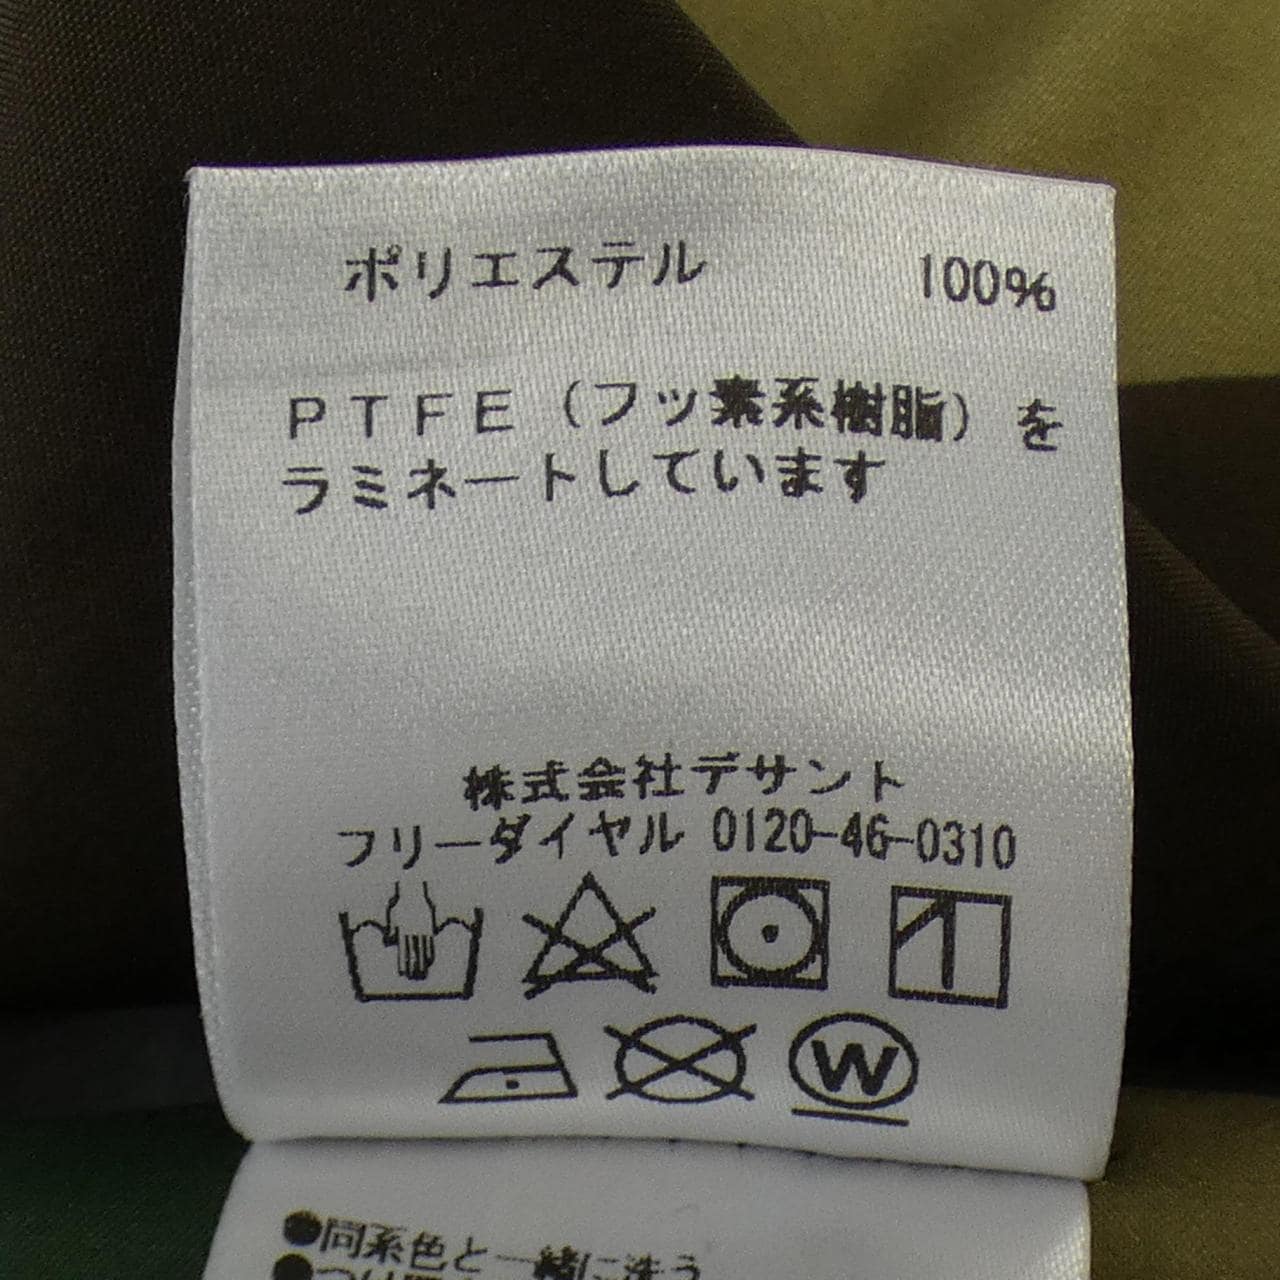 ポリエステル 100%
PTFE (フッ素系樹脂) を
ラミネートしています
株式会社デサント
フリーダイヤル 0120-46-0310
W
●同系色と一緒に洗う